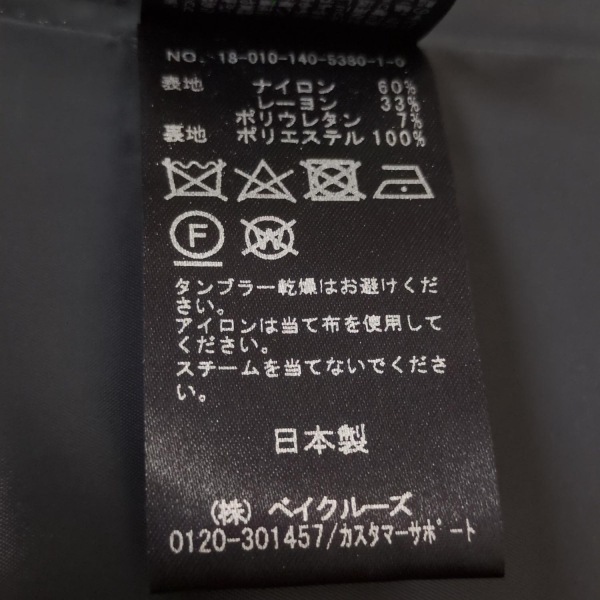 NO. 18-010-140-5380-1-0
表地 ナイロン 60%
レーヨン 33%
ポリウレタン 7%
裏地 ポリエステル 100%
F
W
タンブラー乾燥はお避けくだ
さい。
アイロンは当て布を使用して
ください。
スチームを当てないでくださ
い。
日本製
(株) ベイクルーズ
0120-301457/カスタマーサポート